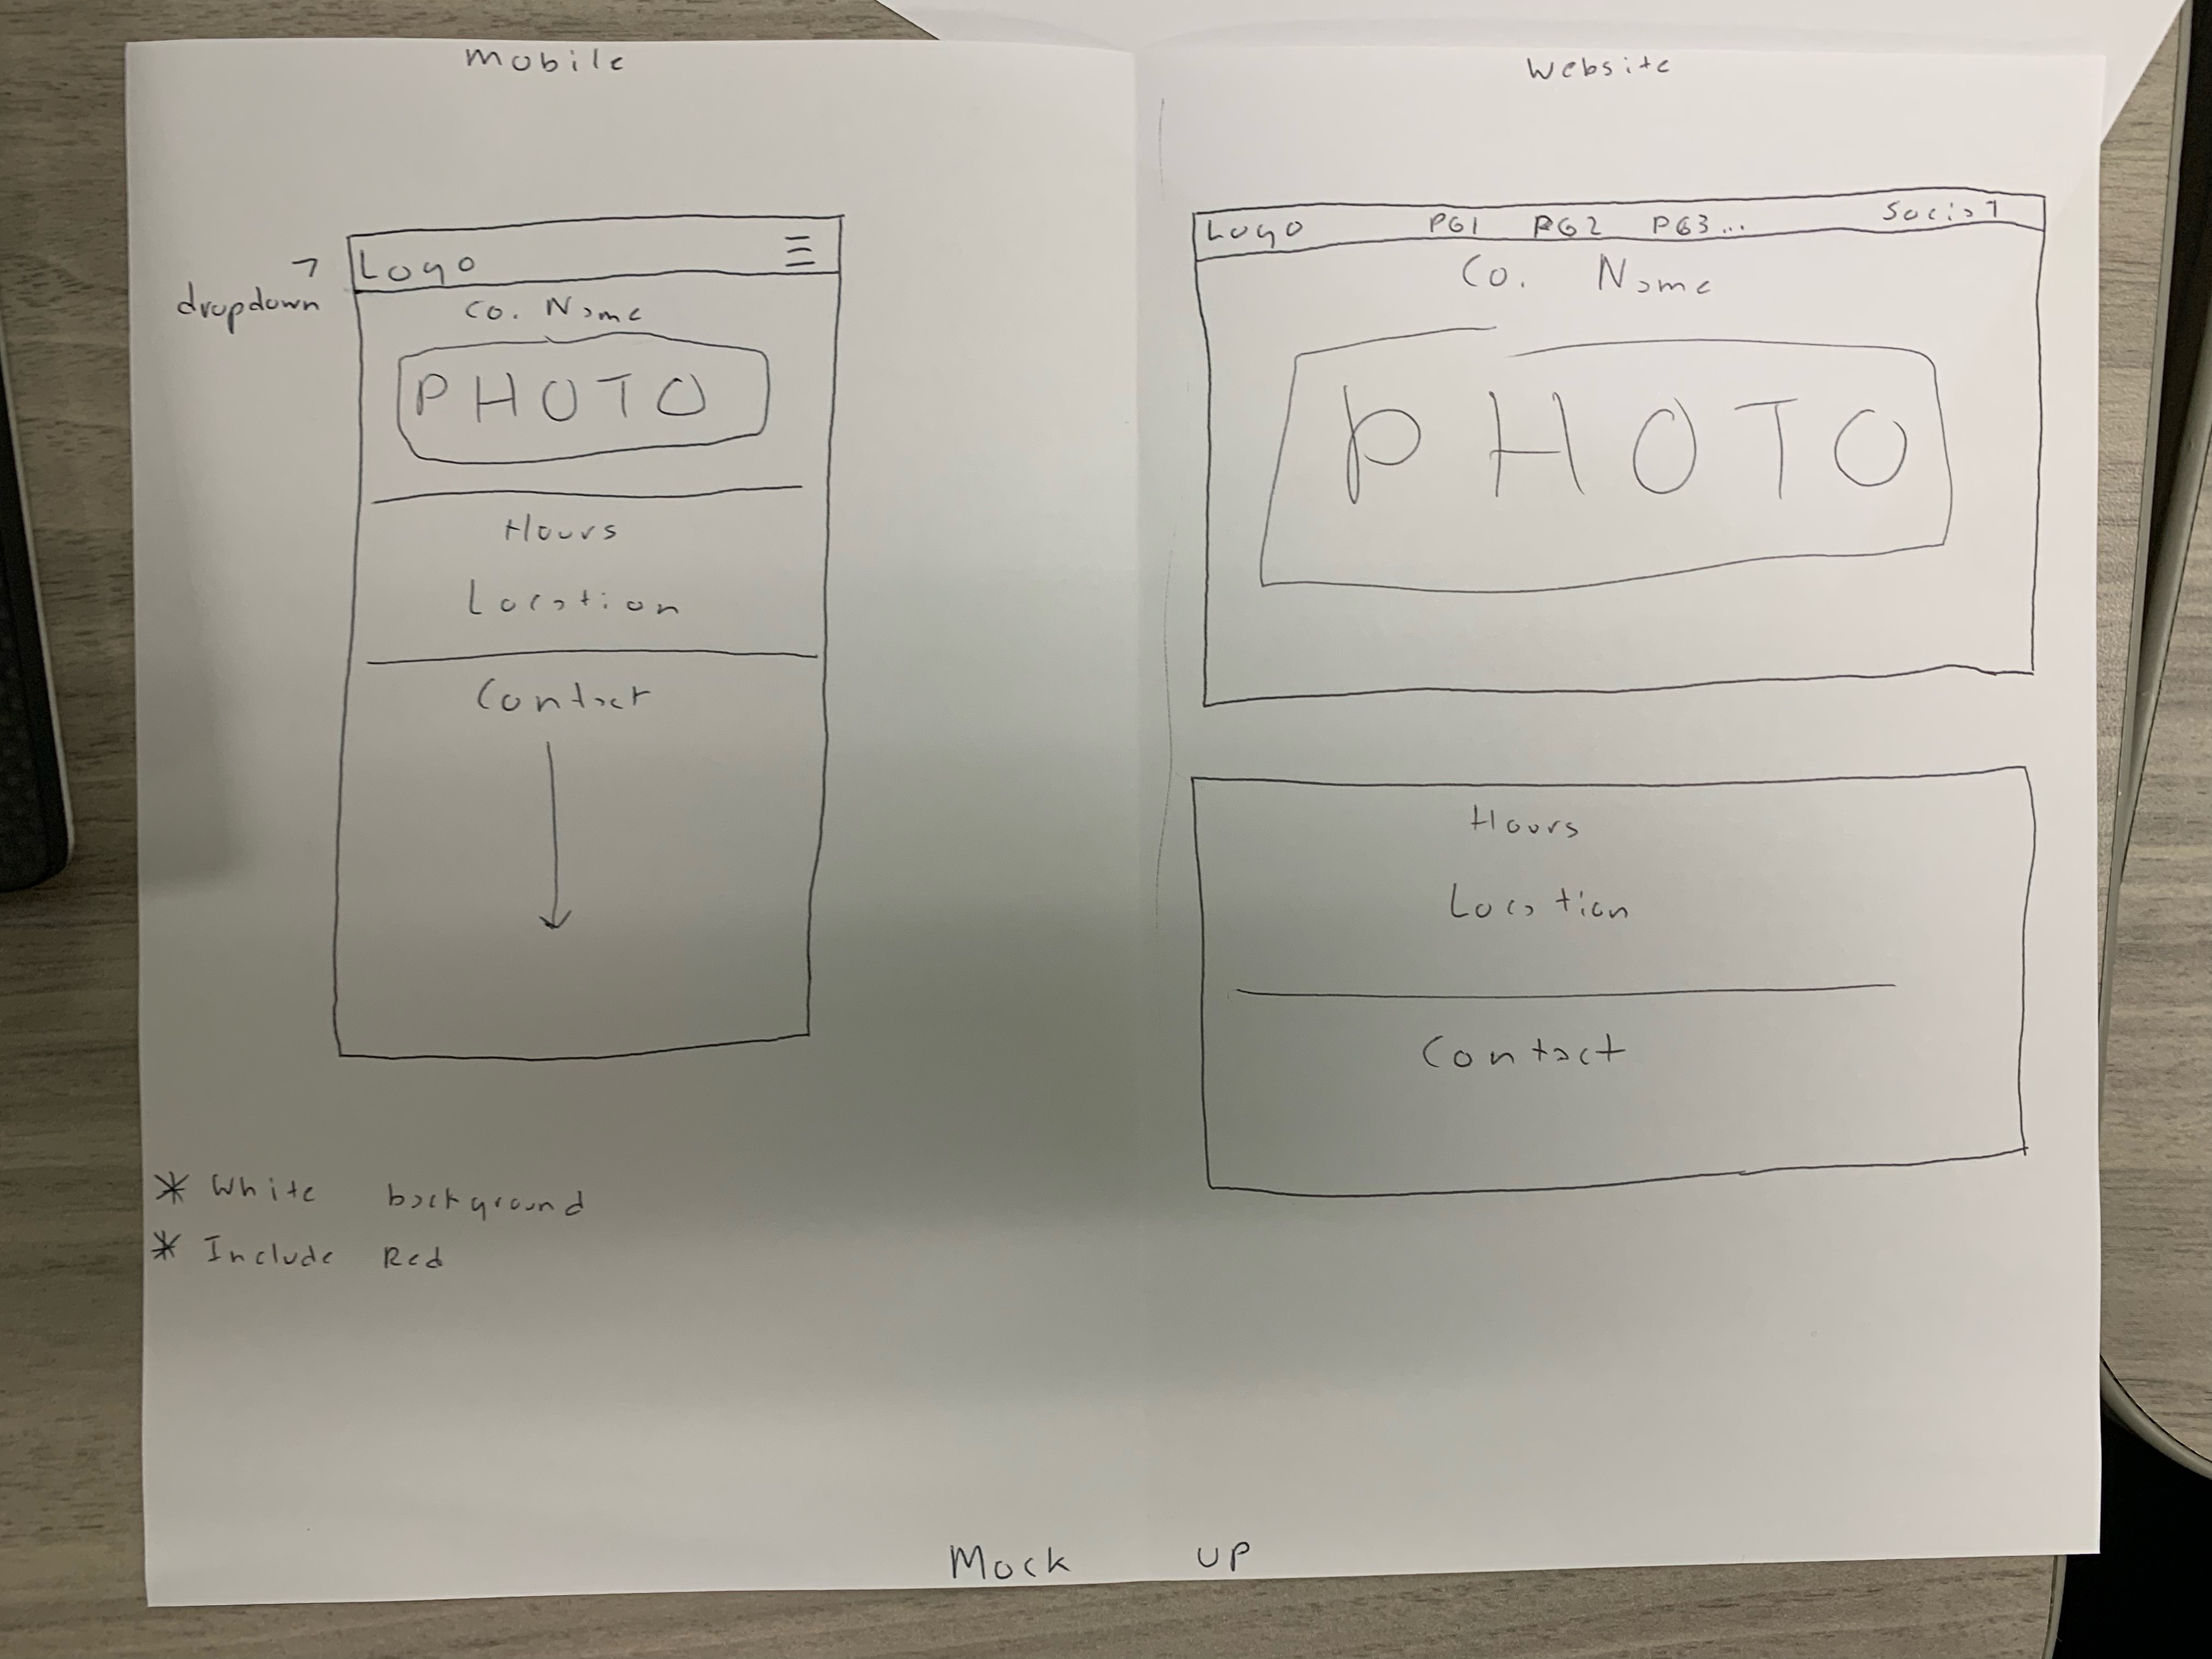 Mobile
Logo
dropdown
Co. Name
PHOTO
Hours
Location
Contact
* White background
* Include Red
Website
Logo PG1 PG2 PG3... Social
Co. Name
PHOTO
Hours
Location
Contact
Mock up